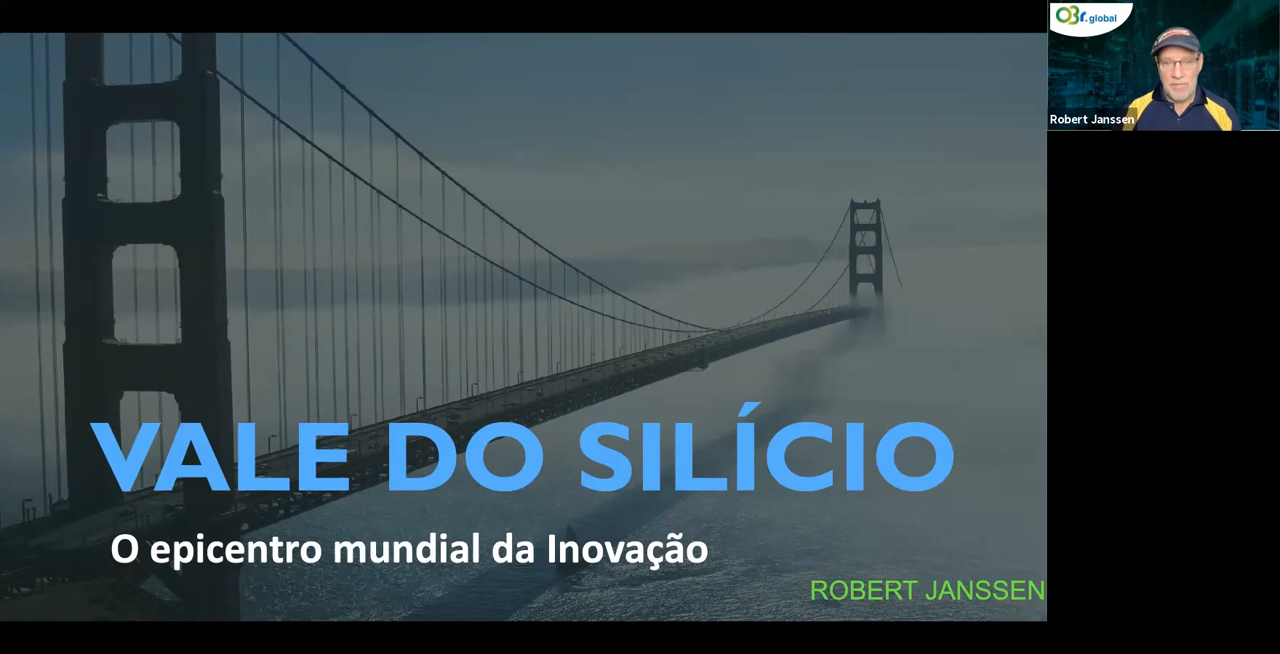 VALE DO SILÍCIO
O epicentro mundial da Inovação
ROBERT JANSSEN
OBr.global
Robert Janssen